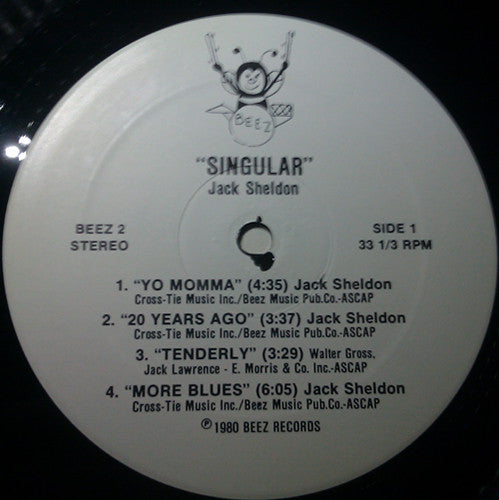 BEEZ
"SINGULAR"
Jack Sheldon
BEEZ 2
STEREO
SIDE 1
33 1/3 RPM
1. "YO MOMMA" (4:35) Jack Sheldon
Cross-Tie Music Inc./Beez Music Pub.Co.-ASCAP
2. "20 YEARS AGO" (3:37) Jack Sheldon
Cross-Tie Music Inc./Beez Music Pub.Co.-ASCAP
3. "TENDERLY" (3:29) Walter Gross,
Jack Lawrence - E. Morris & Co. Inc.-ASCAP
4. "MORE BLUES" (6:05) Jack Sheldon
Cross-Tie Music Inc./Beez Music Pub.Co.-ASCAP
℗ 1980 BEEZ RECORDS